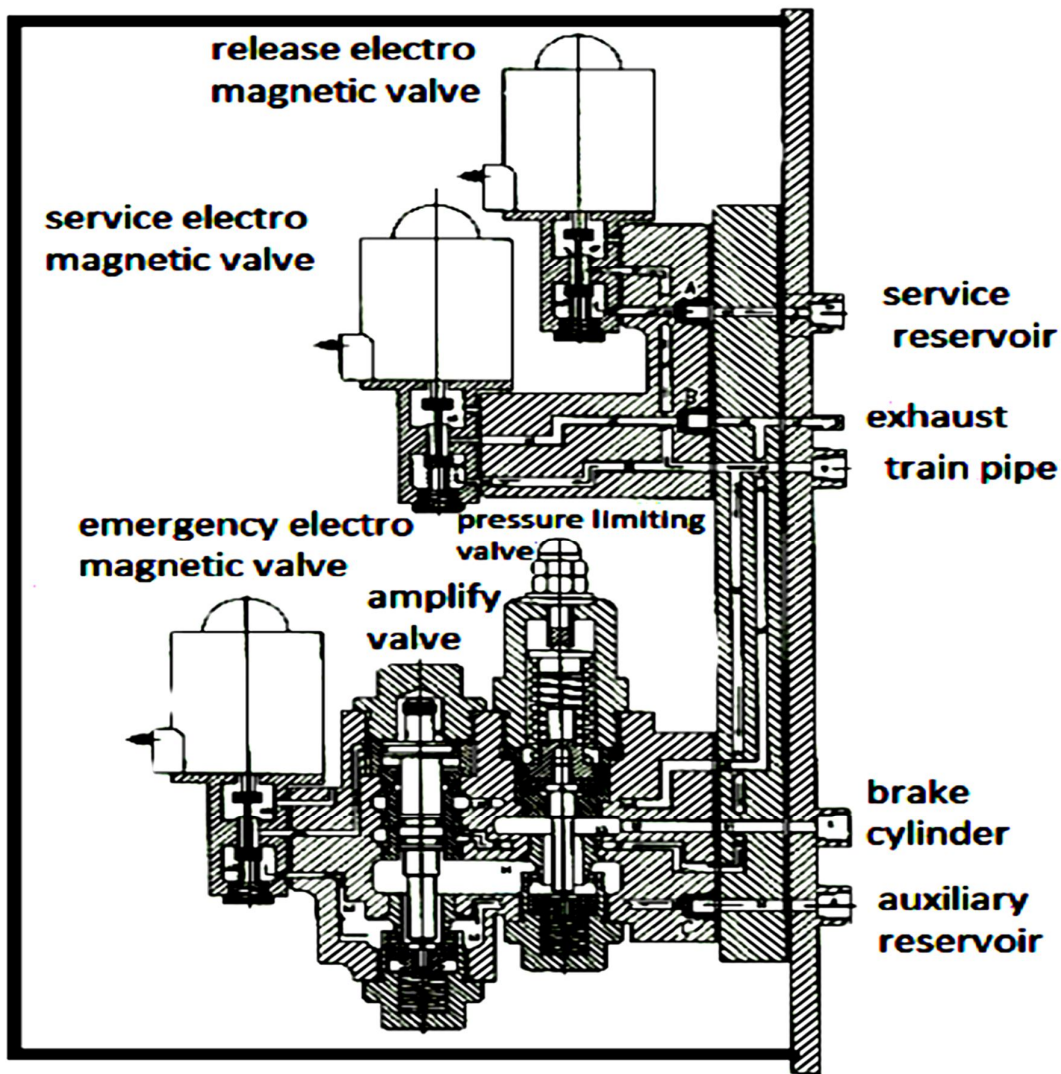 release electro
magnetic valve
service electro
magnetic valve
A
service
reservoir
B
exhaust
train pipe
emergency electro
magnetic valve
pressure limiting
valve
amplify
valve
brake
cylinder
auxiliary
reservoir
C